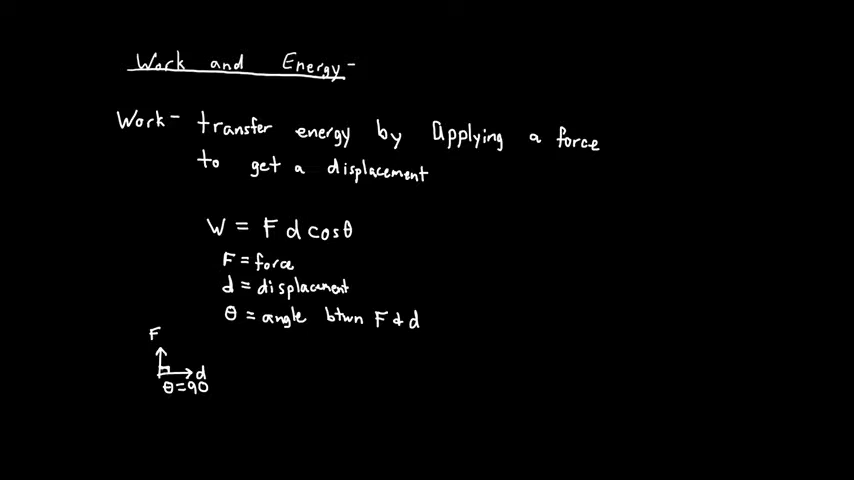 Work and Energy-
Work- transfer energy by Applying a force
to get a displacement
W = F d cosθ
F = force
d = displacement
θ = angle btwn F & d
F
d
θ=90